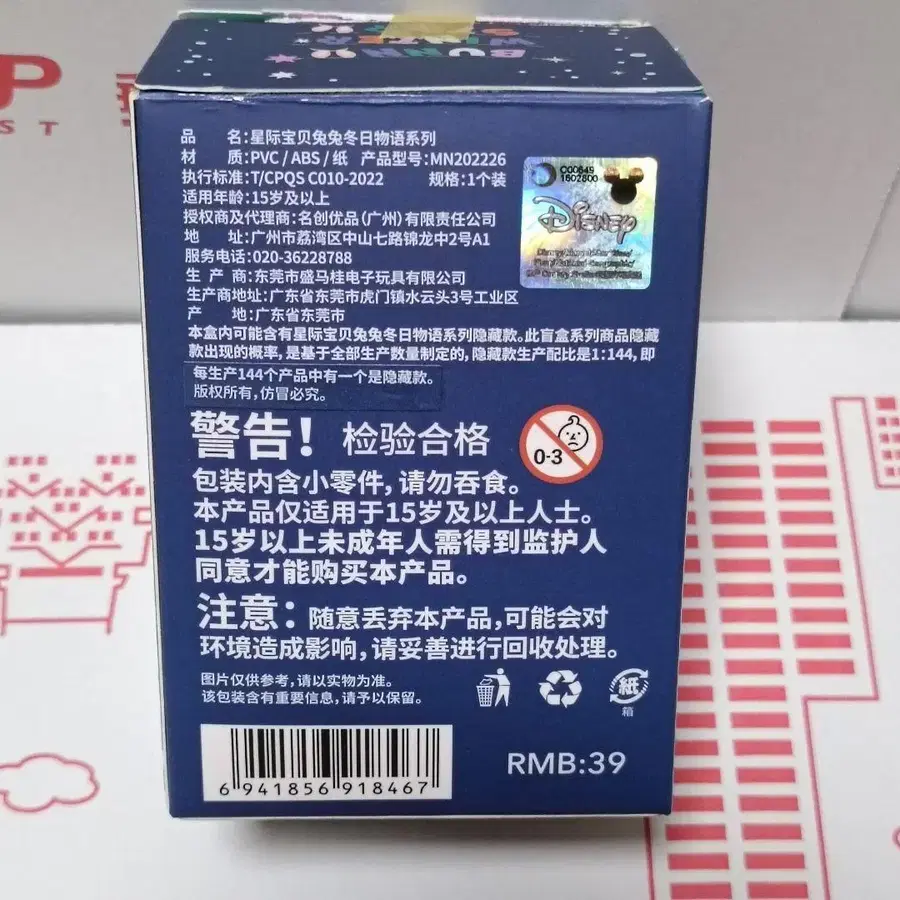 BUNN
WINTER
品 名:星际宝贝兔兔冬日物语系列
材 质:PVC/ABS/纸 产品型号:MN202226
执行标准:T/CPQS C010-2022 规格:1个装
适用年龄:15岁及以上
授权商及代理商:名创优品(广州)有限责任公司
地 址:广州市荔湾区中山七路锦龙中2号A1
服务电话:020-36228788
生 产 商:东莞市盛马桂电子玩具有限公司
生产商地址:广东省东莞市虎门镇水云头3号工业区
产 地:广东省东莞市
本盒内可能含有星际宝贝兔兔冬日物语系列隐藏款。此盲盒系列商品隐藏
款出现的概率,是基于全部生产数量制定的,隐藏款生产配比是1:144,即
每生产144个产品中有一个是隐藏款。
版权所有,仿冒必究。
C00649
1602800
Disney
警告! 检验合格
0-3
包装内含小零件,请勿吞食。
本产品仅适用于15岁及以上人士。
15岁以上未成年人需得到监护人
同意才能购买本产品。
注意:随意丢弃本产品,可能会对
环境造成影响,请妥善进行回收处理。
图片仅供参考,请以实物为准。
该包装含有重要信息,请予以保留。
紙
箱
6 941856 918467
RMB:39